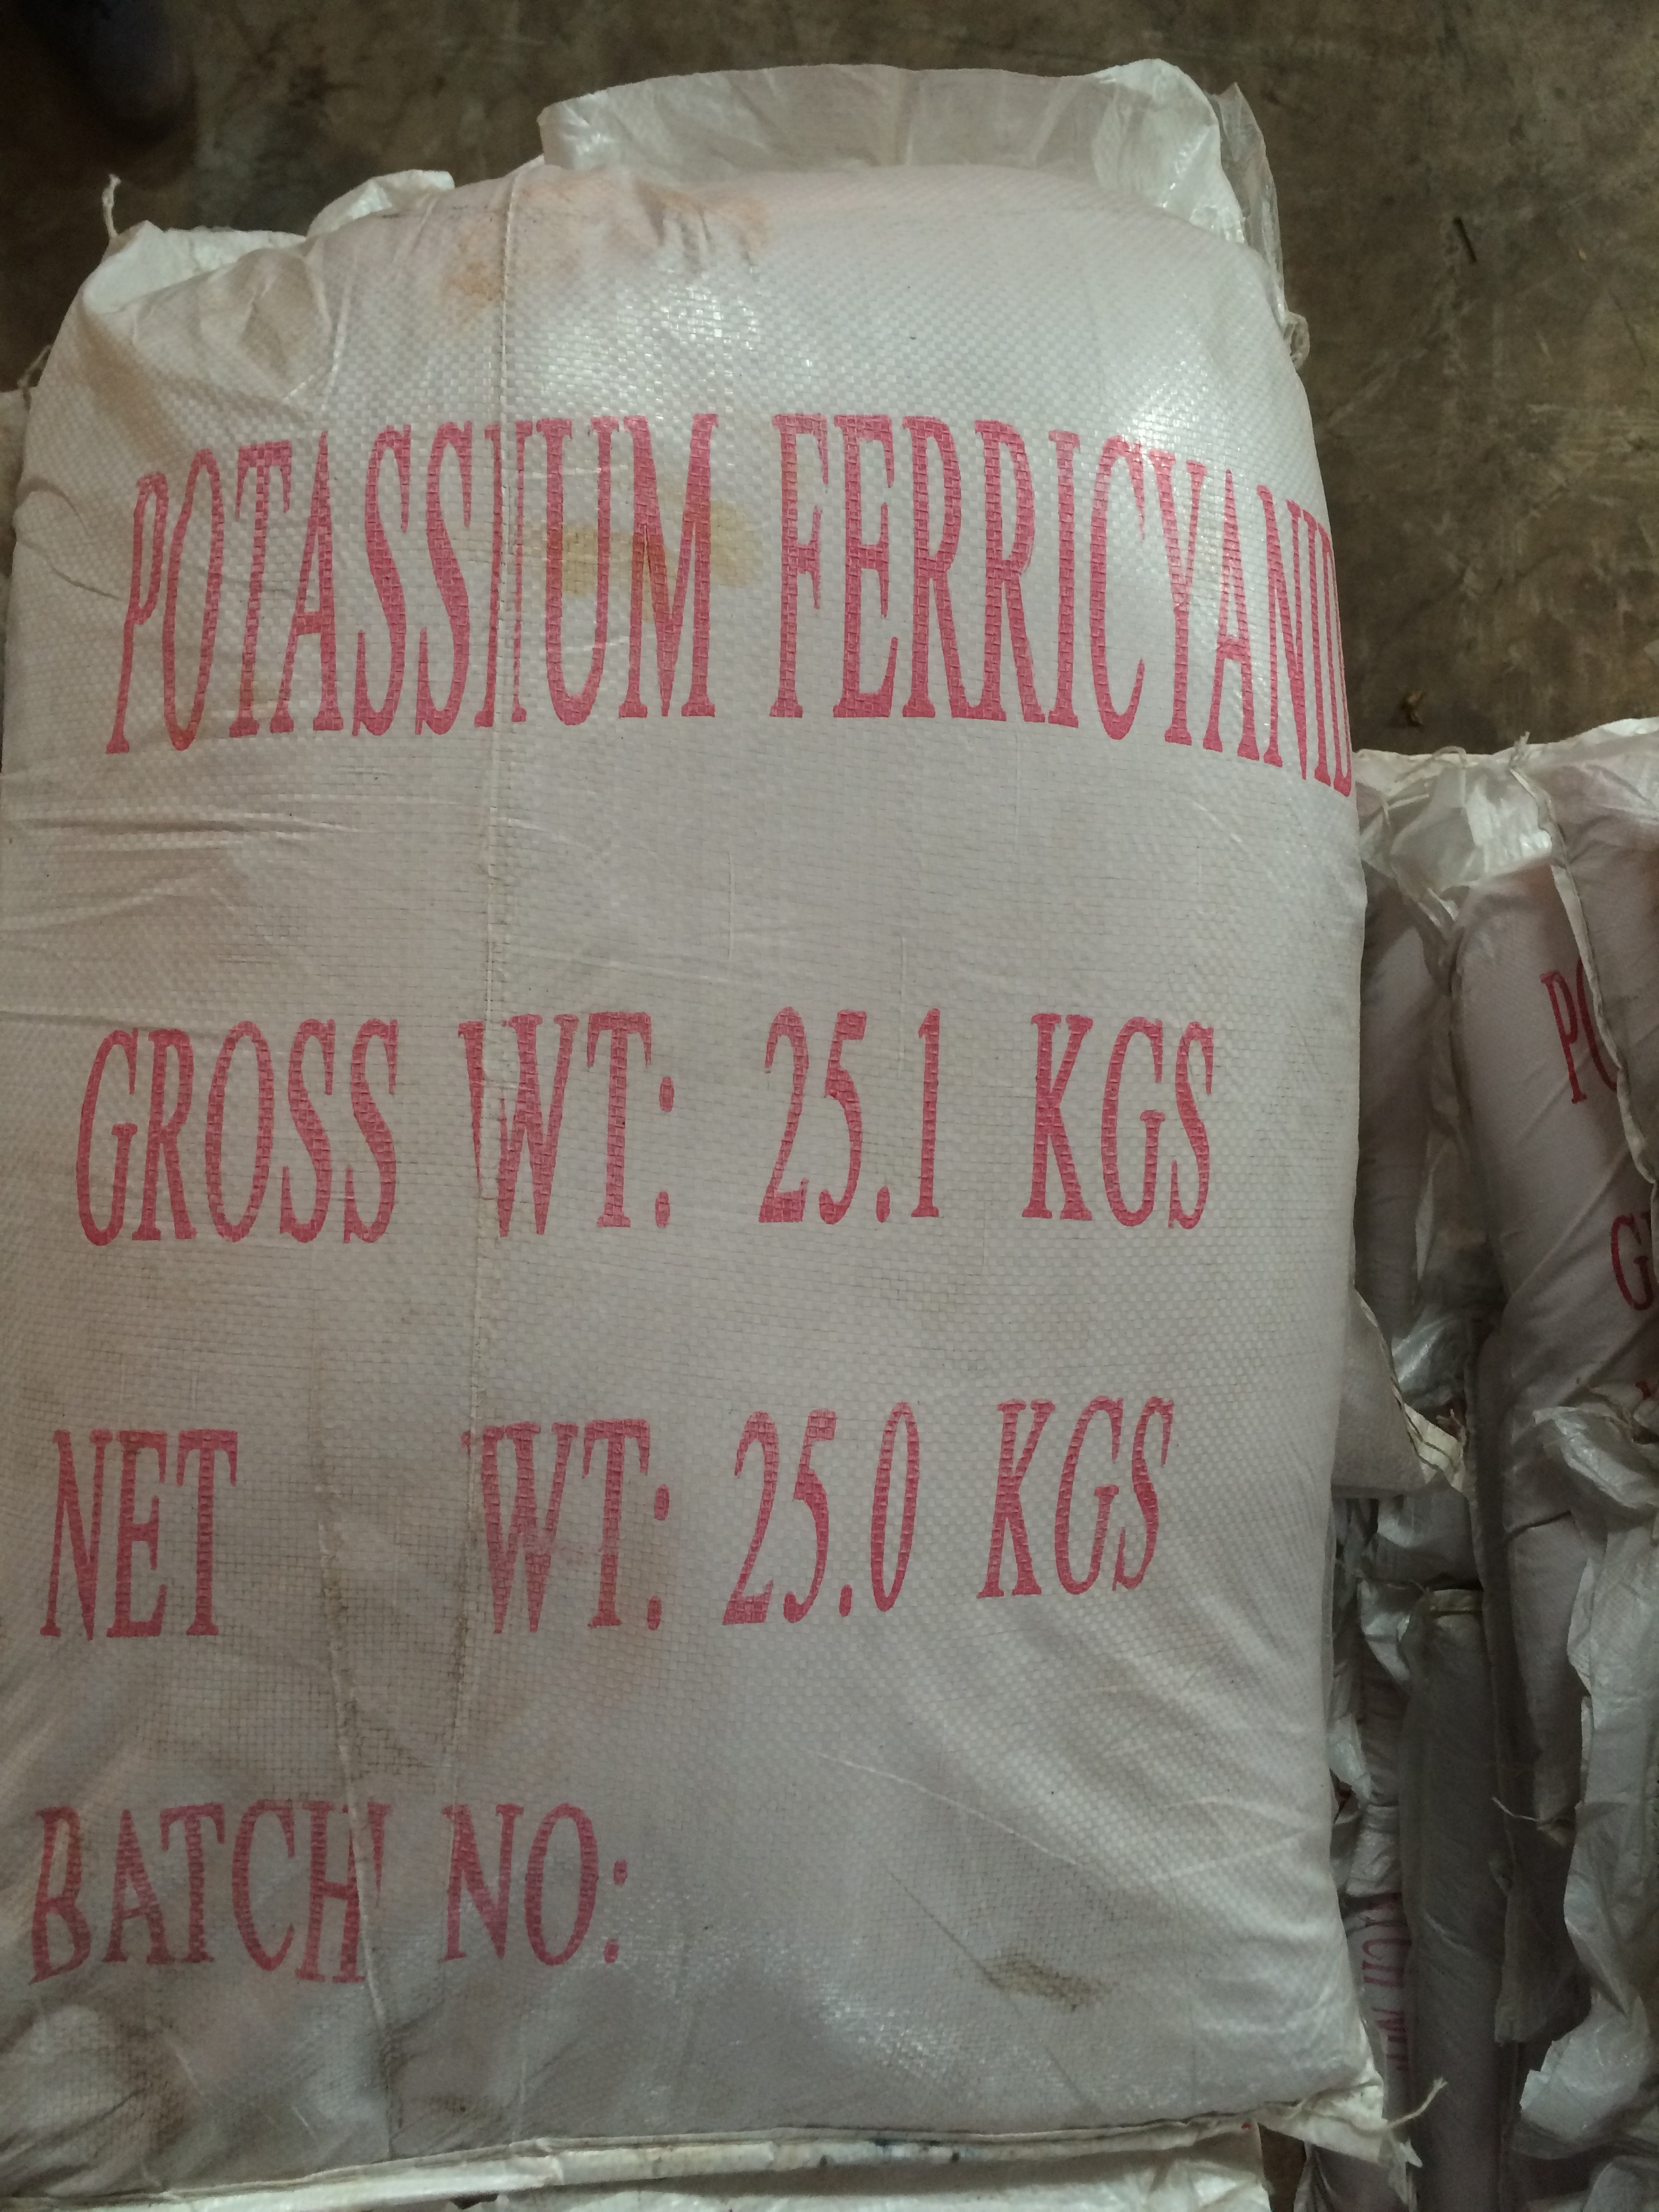 POTASSIUM FERRICYANID
GROSS WT: 25.1 KGS
NET WT: 25.0 KGS
BATCH NO: